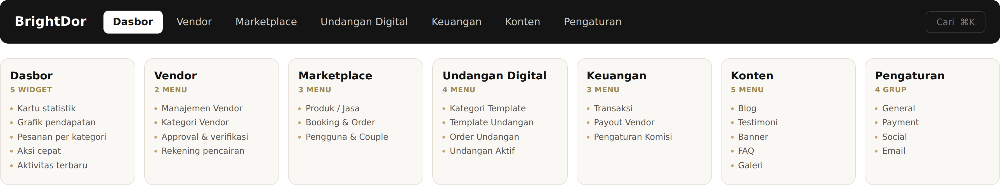 BrightDor Dasbor Vendor Marketplace Undangan Digital Keuangan Konten Pengaturan Cari ⌘K
Dasbor
5 WIDGET
• Kartu statistik
• Grafik pendapatan
• Pesanan per kategori
• Aksi cepat
• Aktivitas terbaru
Vendor
2 MENU
• Manajemen Vendor
• Kategori Vendor
• Approval & verifikasi
• Rekening pencairan
Marketplace
3 MENU
• Produk / Jasa
• Booking & Order
• Pengguna & Couple
Undangan Digital
4 MENU
• Kategori Template
• Template Undangan
• Order Undangan
• Undangan Aktif
Keuangan
3 MENU
• Transaksi
• Payout Vendor
• Pengaturan Komisi
Konten
5 MENU
• Blog
• Testimoni
• Banner
• FAQ
• Galeri
Pengaturan
4 GRUP
• General
• Payment
• Social
• Email